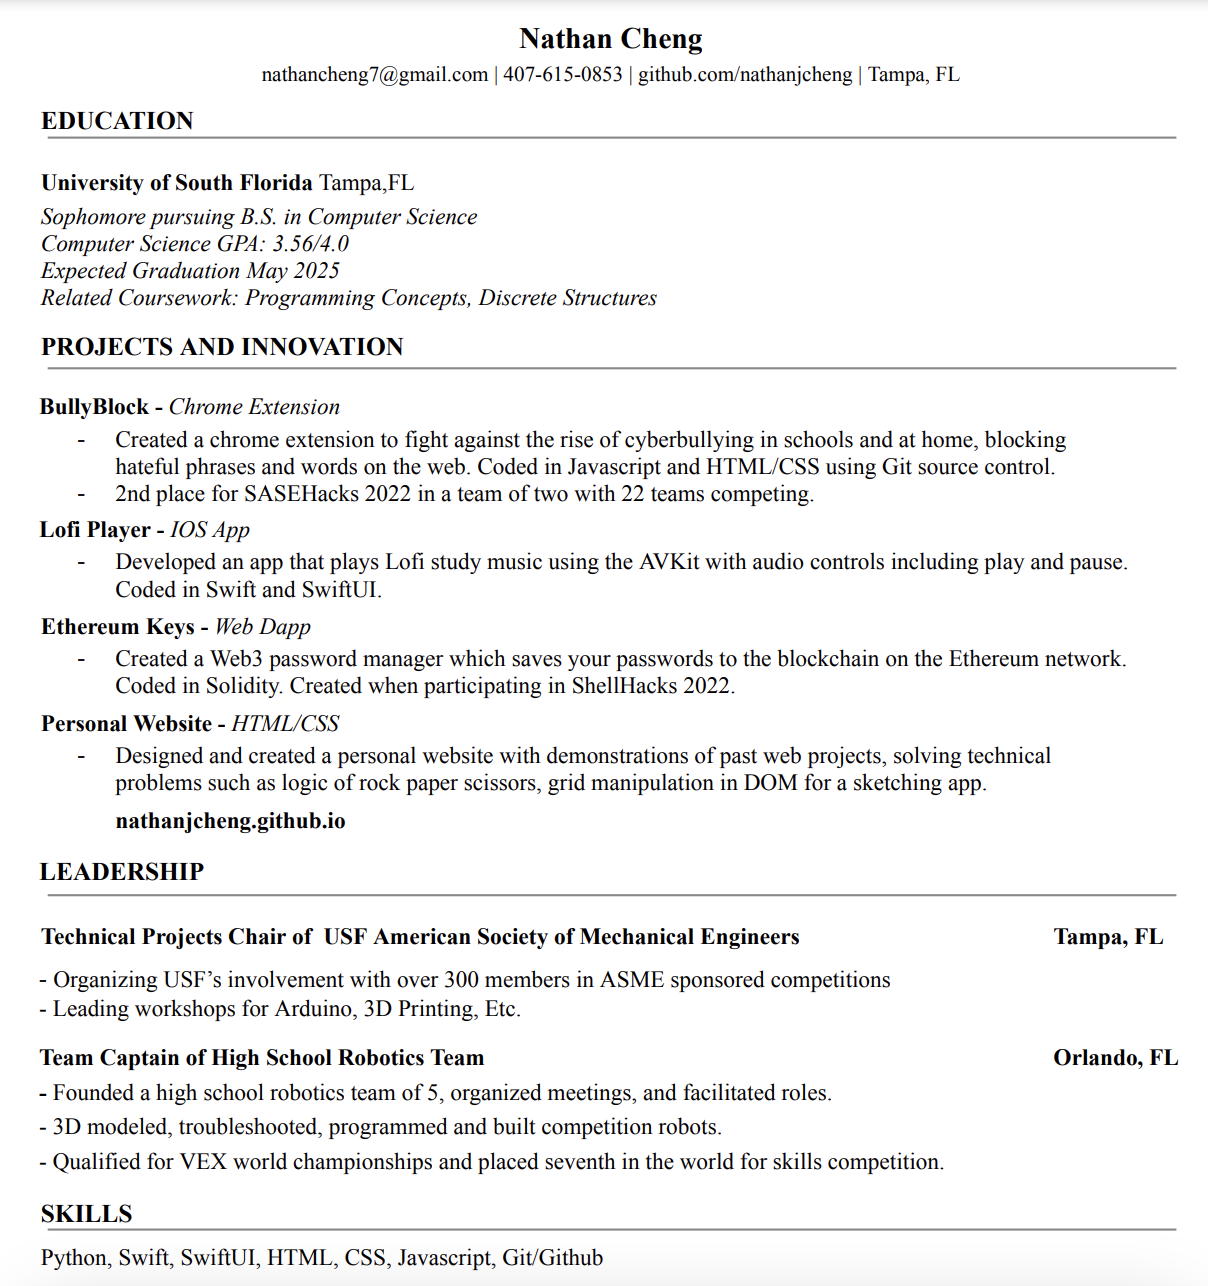 Nathan Cheng
nathancheng7@gmail.com | 407-615-0853 | github.com/nathanjcheng | Tampa, FL
EDUCATION
University of South Florida Tampa,FL
Sophomore pursuing B.S. in Computer Science
Computer Science GPA: 3.56/4.0
Expected Graduation May 2025
Related Coursework: Programming Concepts, Discrete Structures
PROJECTS AND INNOVATION
BullyBlock - Chrome Extension
- Created a chrome extension to fight against the rise of cyberbullying in schools and at home, blocking
hateful phrases and words on the web. Coded in Javascript and HTML/CSS using Git source control.
- 2nd place for SASEHacks 2022 in a team of two with 22 teams competing.
Lofi Player - IOS App
- Developed an app that plays Lofi study music using the AVKit with audio controls including play and pause.
Coded in Swift and SwiftUI.
Ethereum Keys - Web Dapp
- Created a Web3 password manager which saves your passwords to the blockchain on the Ethereum network.
Coded in Solidity. Created when participating in ShellHacks 2022.
Personal Website - HTML/CSS
- Designed and created a personal website with demonstrations of past web projects, solving technical
problems such as logic of rock paper scissors, grid manipulation in DOM for a sketching app.
nathanjcheng.github.io
LEADERSHIP
Technical Projects Chair of  USF American Society of Mechanical Engineers Tampa, FL
- Organizing USF’s involvement with over 300 members in ASME sponsored competitions
- Leading workshops for Arduino, 3D Printing, Etc.
Team Captain of High School Robotics Team Orlando, FL
- Founded a high school robotics team of 5, organized meetings, and facilitated roles.
- 3D modeled, troubleshooted, programmed and built competition robots.
- Qualified for VEX world championships and placed seventh in the world for skills competition.
SKILLS
Python, Swift, SwiftUI, HTML, CSS, Javascript, Git/Github